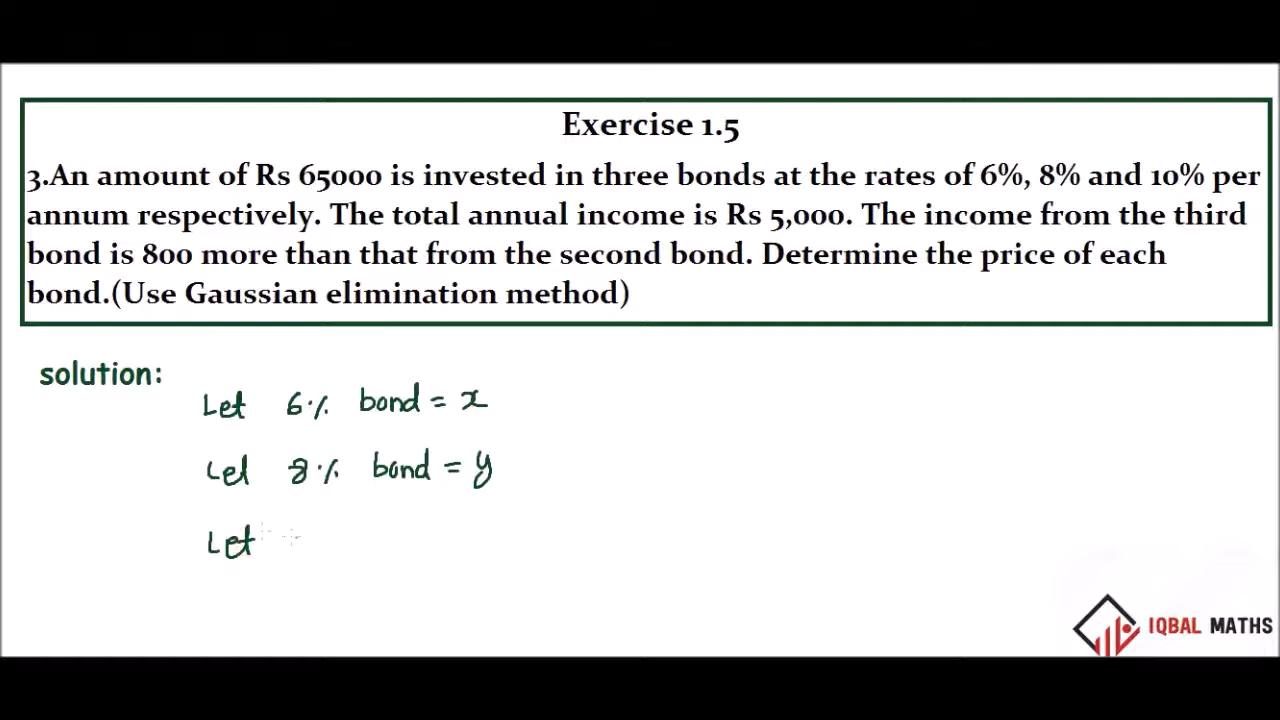 Exercise 1.5
3.An amount of Rs 65000 is invested in three bonds at the rates of 6%, 8% and 10% per
annum respectively. The total annual income is Rs 5,000. The income from the third
bond is 800 more than that from the second bond. Determine the price of each
bond.(Use Gaussian elimination method)
solution:
Let 6% bond = x
Let 8% bond = y
Let
IQBAL MATHS